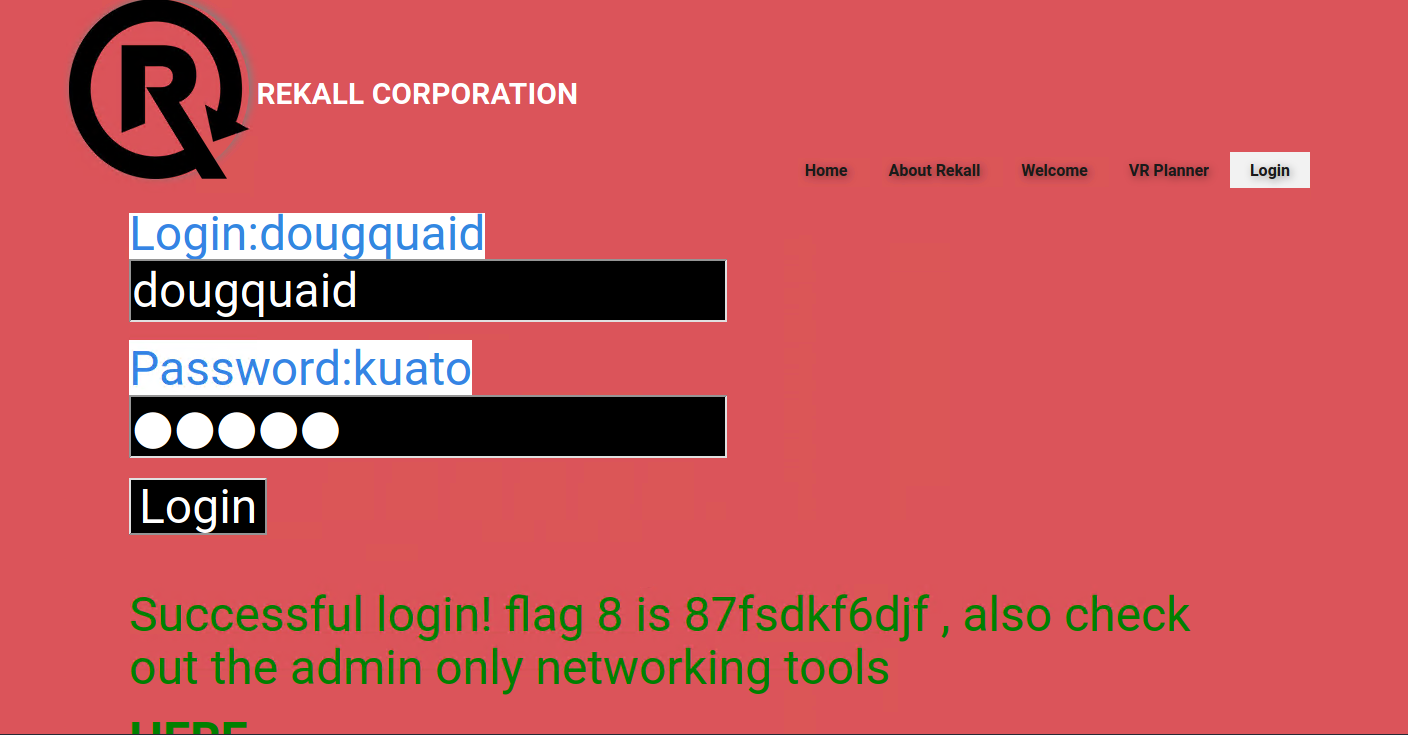 R
REKALL CORPORATION
Home About Rekall Welcome VR Planner Login
Login:dougquaid
dougquaid
Password:kuato
●●●●●
Login
Successful login! flag 8 is 87fsdkf6djf , also check
out the admin only networking tools
HERE